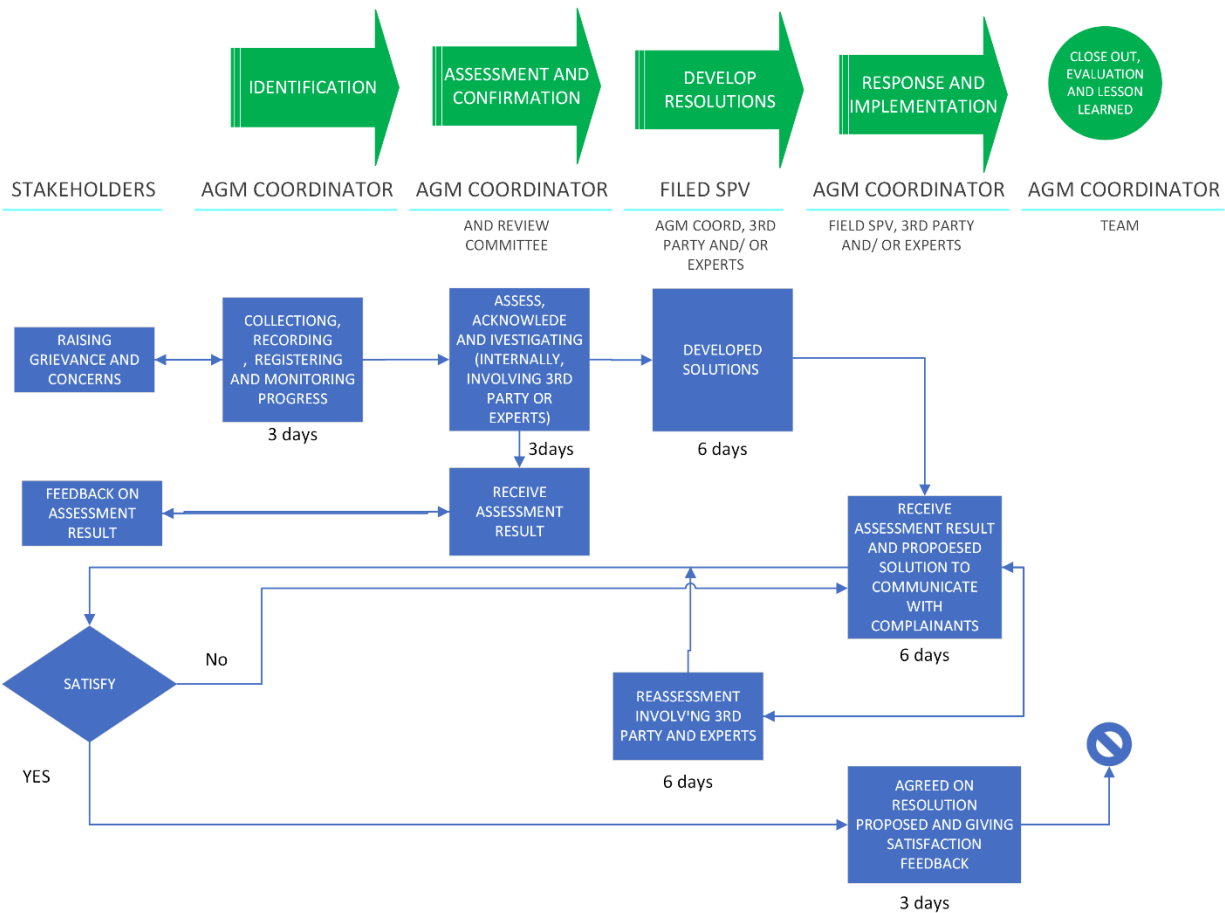 IDENTIFICATION
ASSESSMENT AND
CONFIRMATION
DEVELOP
RESOLUTIONS
RESPONSE AND
IMPLEMENTATION
CLOSE OUT,
EVALUATION
AND LESSON
LEARNED
STAKEHOLDERS
AGM COORDINATOR
AGM COORDINATOR
AND REVIEW
COMMITTEE
FILED SPV
AGM COORD, 3RD
PARTY AND/ OR
EXPERTS
AGM COORDINATOR
FIELD SPV, 3RD PARTY
AND/ OR EXPERTS
AGM COORDINATOR
TEAM
RAISING
GRIEVANCE AND
CONCERNS
COLLECTIONG,
RECORDING
, REGISTERING
AND MONITORING
PROGRESS
3 days
ASSESS,
ACKNOWLEDE
AND IVESTIGATING
(INTERNALLY,
INVOLVING 3RD
PARTY OR
EXPERTS)
3days
DEVELOPED
SOLUTIONS
6 days
FEEDBACK ON
ASSESSMENT
RESULT
RECEIVE
ASSESSMENT
RESULT
RECEIVE
ASSESSMENT RESULT
AND PROPOESED
SOLUTION TO
COMMUNICATE
WITH
COMPLAINANTS
6 days
SATISFY
No
YES
REASSESSMENT
INVOLV'NG 3RD
PARTY AND EXPERTS
6 days
AGREED ON
RESOLUTION
PROPOSED AND GIVING
SATISFACTION
FEEDBACK
3 days